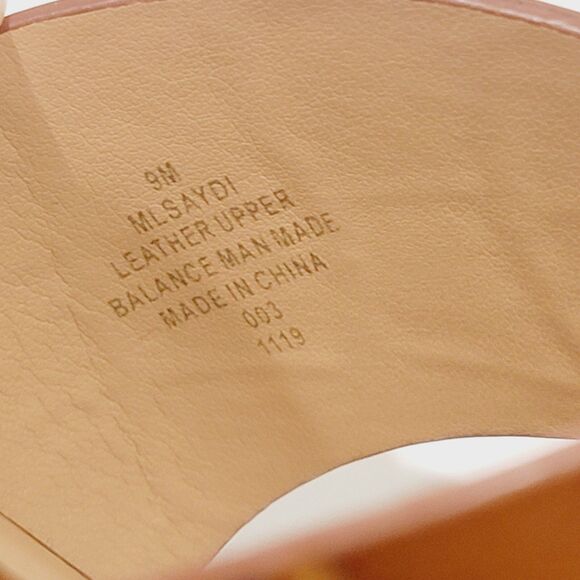 9M
MLSAYDI
LEATHER UPPER
BALANCE MAN MADE
MADE IN CHINA
003
1119